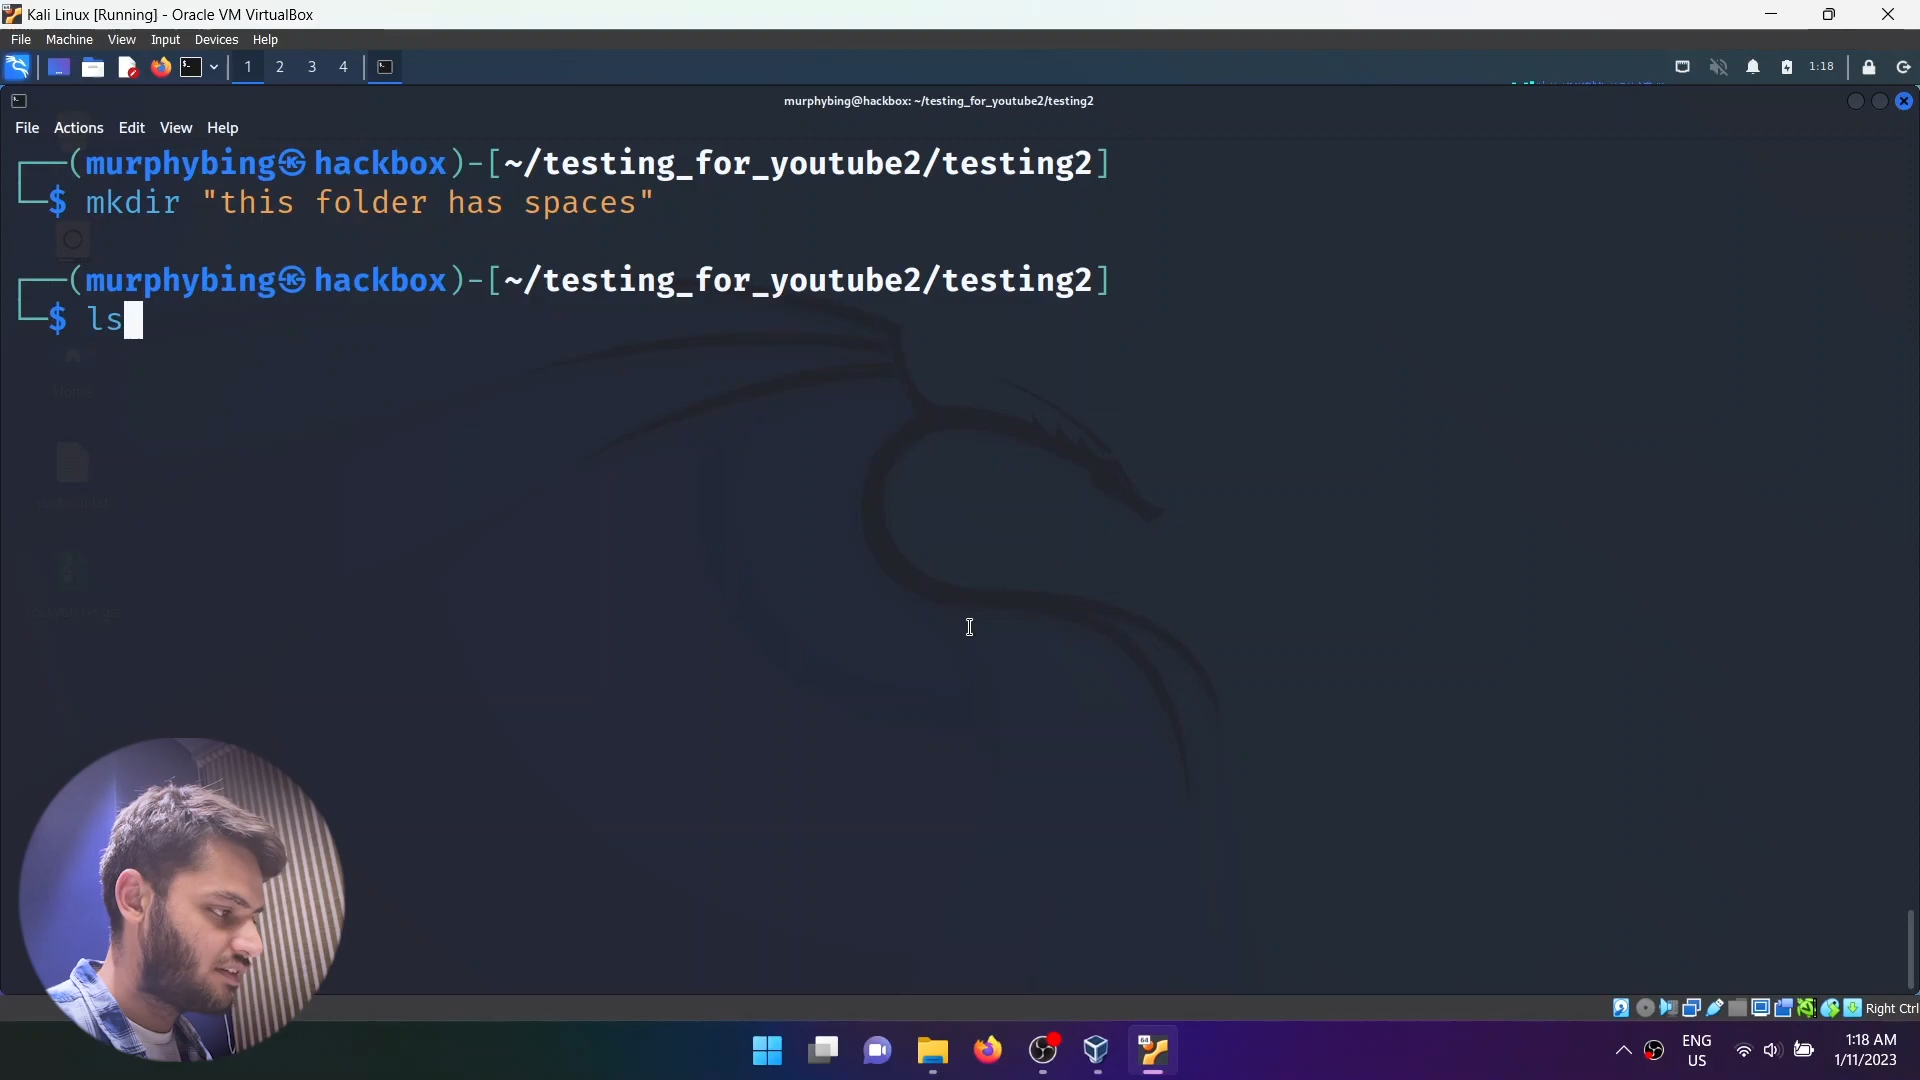 Kali Linux [Running] - Oracle VM VirtualBox
File Machine View Input Devices Help
1 2 3 4
1:18
murphybing@hackbox: ~/testing_for_youtube2/testing2
File Actions Edit View Help
┌──(murphybing㉿hackbox)-[~/testing_for_youtube2/testing2]
└─$ mkdir "this folder has spaces"
┌──(murphybing㉿hackbox)-[~/testing_for_youtube2/testing2]
└─$ ls
Home
Right Ctrl
ENG
US
1:18 AM
1/11/2023